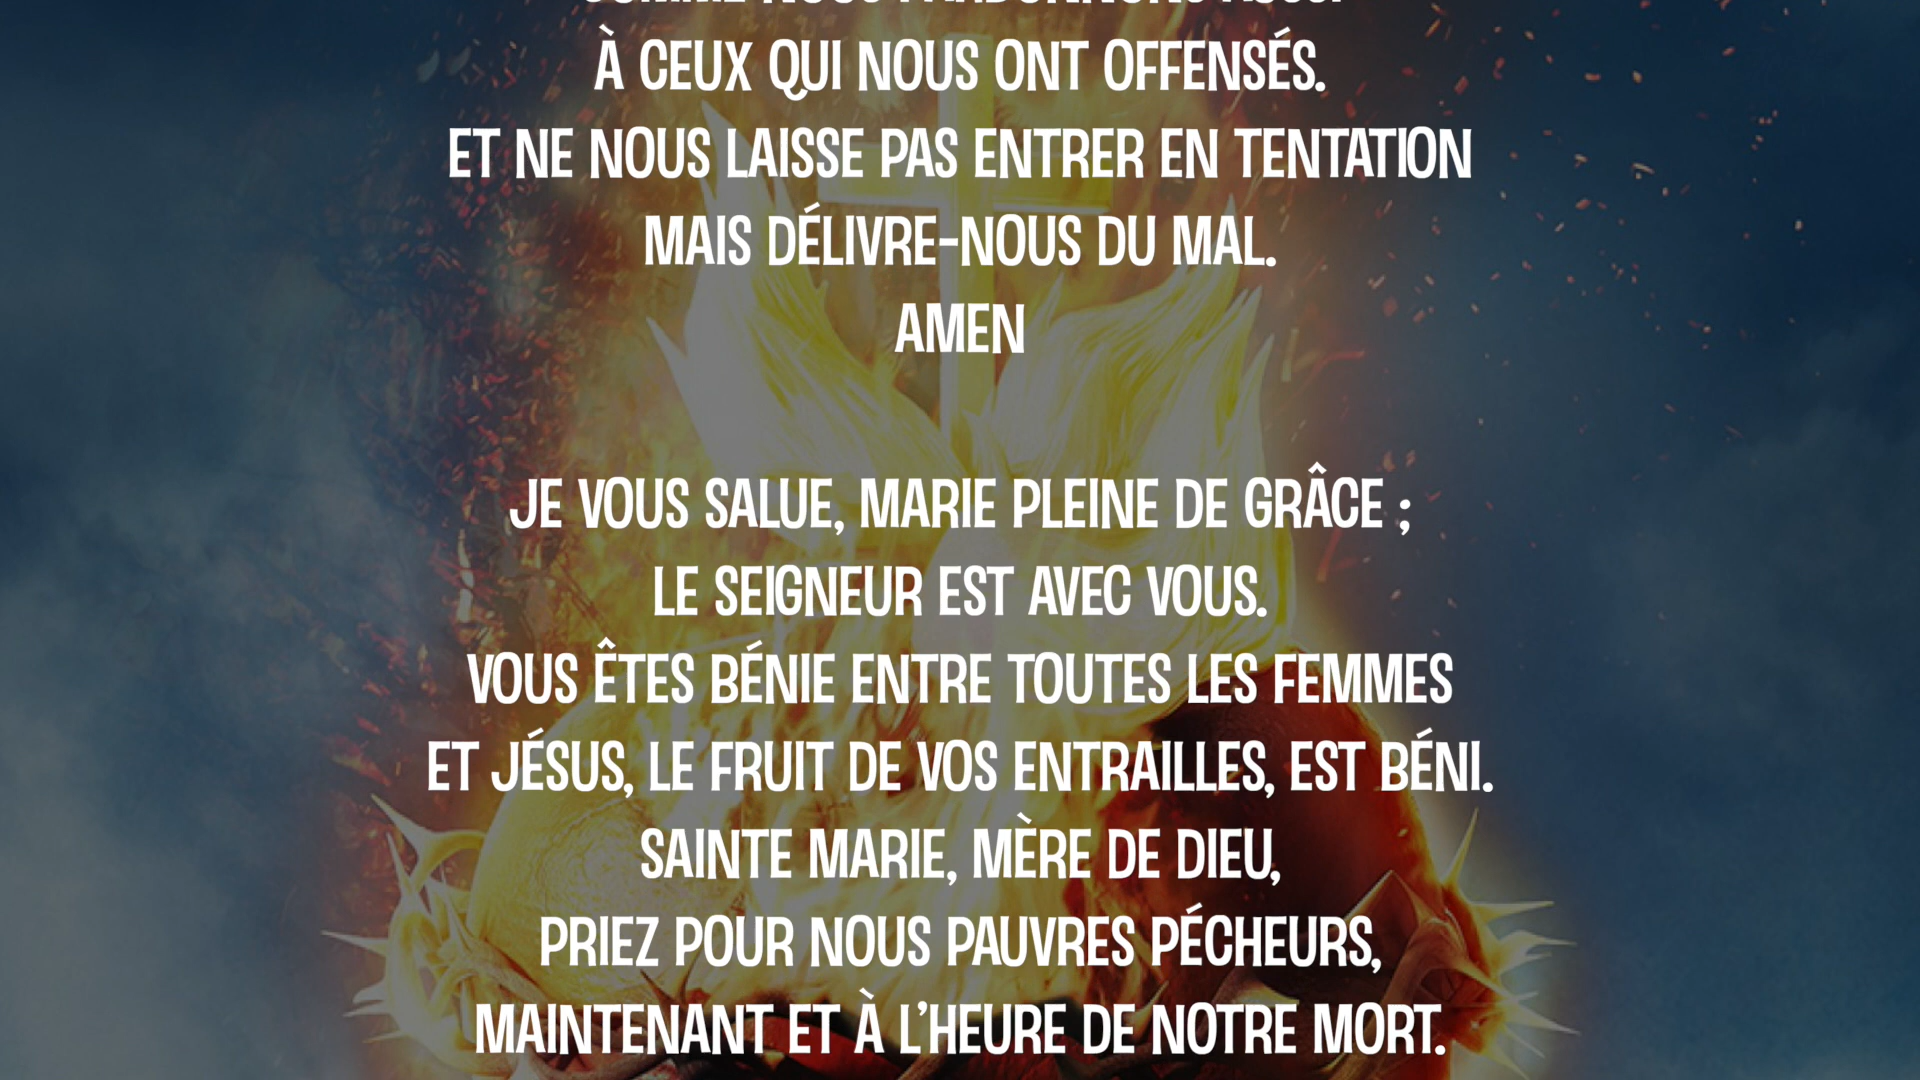 À CEUX QUI NOUS ONT OFFENSÉS.
ET NE NOUS LAISSE PAS ENTRER EN TENTATION
MAIS DÉLIVRE-NOUS DU MAL.
AMEN
JE VOUS SALUE, MARIE PLEINE DE GRÂCE ;
LE SEIGNEUR EST AVEC VOUS.
VOUS ÊTES BÉNIE ENTRE TOUTES LES FEMMES
ET JÉSUS, LE FRUIT DE VOS ENTRAILLES, EST BÉNI.
SAINTE MARIE, MÈRE DE DIEU,
PRIEZ POUR NOUS PAUVRES PÉCHEURS,
MAINTENANT ET À L'HEURE DE NOTRE MORT.